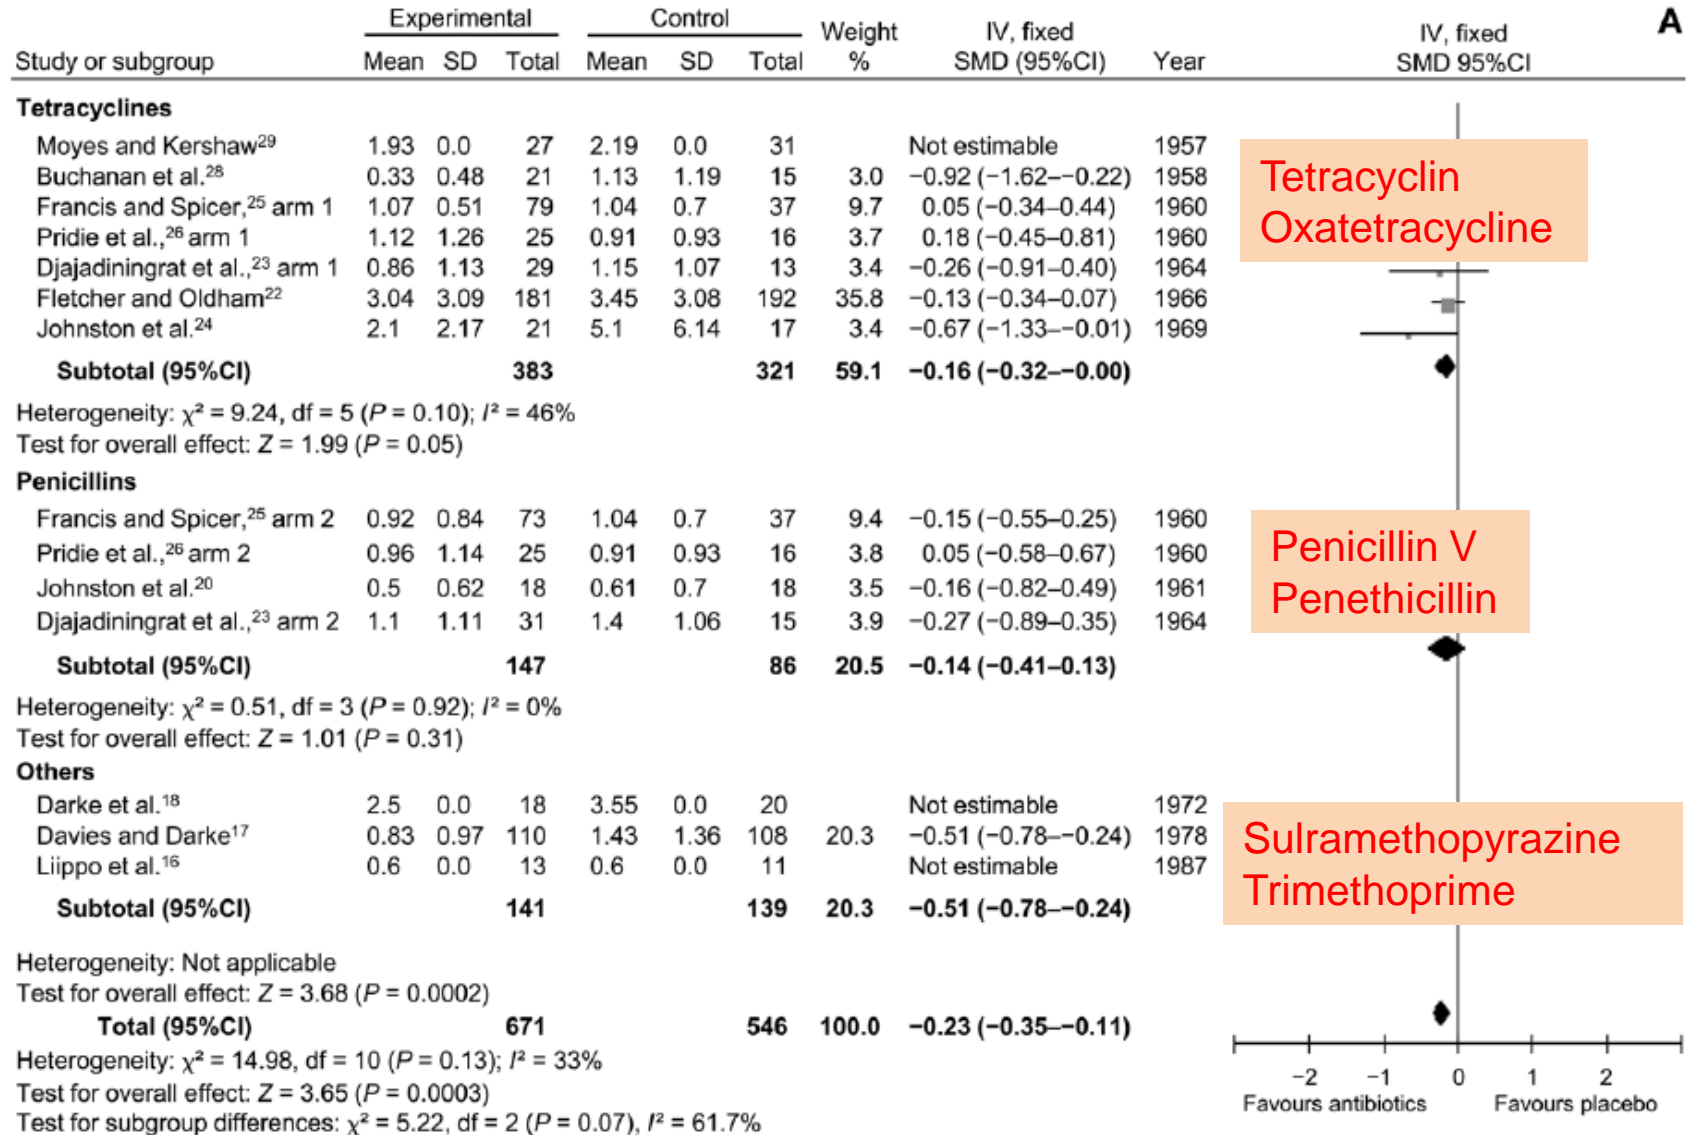 Experimental Control Weight IV, fixed IV, fixed A
Study or subgroup Mean SD Total Mean SD Total % SMD (95%CI) Year SMD 95%CI
Tetracyclines
Moyes and Kershaw²⁹ 1.93 0.0 27 2.19 0.0 31 Not estimable 1957
Buchanan et al.²⁸ 0.33 0.48 21 1.13 1.19 15 3.0 −0.92 (−1.62–−0.22) 1958
Francis and Spicer,²⁵ arm 1 1.07 0.51 79 1.04 0.7 37 9.7 0.05 (−0.34–0.44) 1960
Pridie et al.,²⁶ arm 1 1.12 1.26 25 0.91 0.93 16 3.7 0.18 (−0.45–0.81) 1960
Djajadiningrat et al.,²³ arm 1 0.86 1.13 29 1.15 1.07 13 3.4 −0.26 (−0.91–0.40) 1964
Fletcher and Oldham²² 3.04 3.09 181 3.45 3.08 192 35.8 −0.13 (−0.34–0.07) 1966
Johnston et al.²⁴ 2.1 2.17 21 5.1 6.14 17 3.4 −0.67 (−1.33–−0.01) 1969
Subtotal (95%CI) 383 321 59.1 −0.16 (−0.32–−0.00)
Heterogeneity: χ² = 9.24, df = 5 (P = 0.10); I² = 46%
Test for overall effect: Z = 1.99 (P = 0.05)
Tetracyclin
Oxatetracycline
Penicillins
Francis and Spicer,²⁵ arm 2 0.92 0.84 73 1.04 0.7 37 9.4 −0.15 (−0.55–0.25) 1960
Pridie et al.,²⁶ arm 2 0.96 1.14 25 0.91 0.93 16 3.8 0.05 (−0.58–0.67) 1960
Johnston et al.²⁰ 0.5 0.62 18 0.61 0.7 18 3.5 −0.16 (−0.82–0.49) 1961
Djajadiningrat et al.,²³ arm 2 1.1 1.11 31 1.4 1.06 15 3.9 −0.27 (−0.89–0.35) 1964
Subtotal (95%CI) 147 86 20.5 −0.14 (−0.41–0.13)
Heterogeneity: χ² = 0.51, df = 3 (P = 0.92); I² = 0%
Test for overall effect: Z = 1.01 (P = 0.31)
Penicillin V
Penethicillin
Others
Darke et al.¹⁸ 2.5 0.0 18 3.55 0.0 20 Not estimable 1972
Davies and Darke¹⁷ 0.83 0.97 110 1.43 1.36 108 20.3 −0.51 (−0.78–−0.24) 1978
Liippo et al.¹⁶ 0.6 0.0 13 0.6 0.0 11 Not estimable 1987
Subtotal (95%CI) 141 139 20.3 −0.51 (−0.78–−0.24)
Heterogeneity: Not applicable
Test for overall effect: Z = 3.68 (P = 0.0002)
Sulramethopyrazine
Trimethoprime
Total (95%CI) 671 546 100.0 −0.23 (−0.35–−0.11)
Heterogeneity: χ² = 14.98, df = 10 (P = 0.13); I² = 33%
Test for overall effect: Z = 3.65 (P = 0.0003)
Test for subgroup differences: χ² = 5.22, df = 2 (P = 0.07), I² = 61.7%
−2 −1 0 1 2
Favours antibiotics Favours placebo